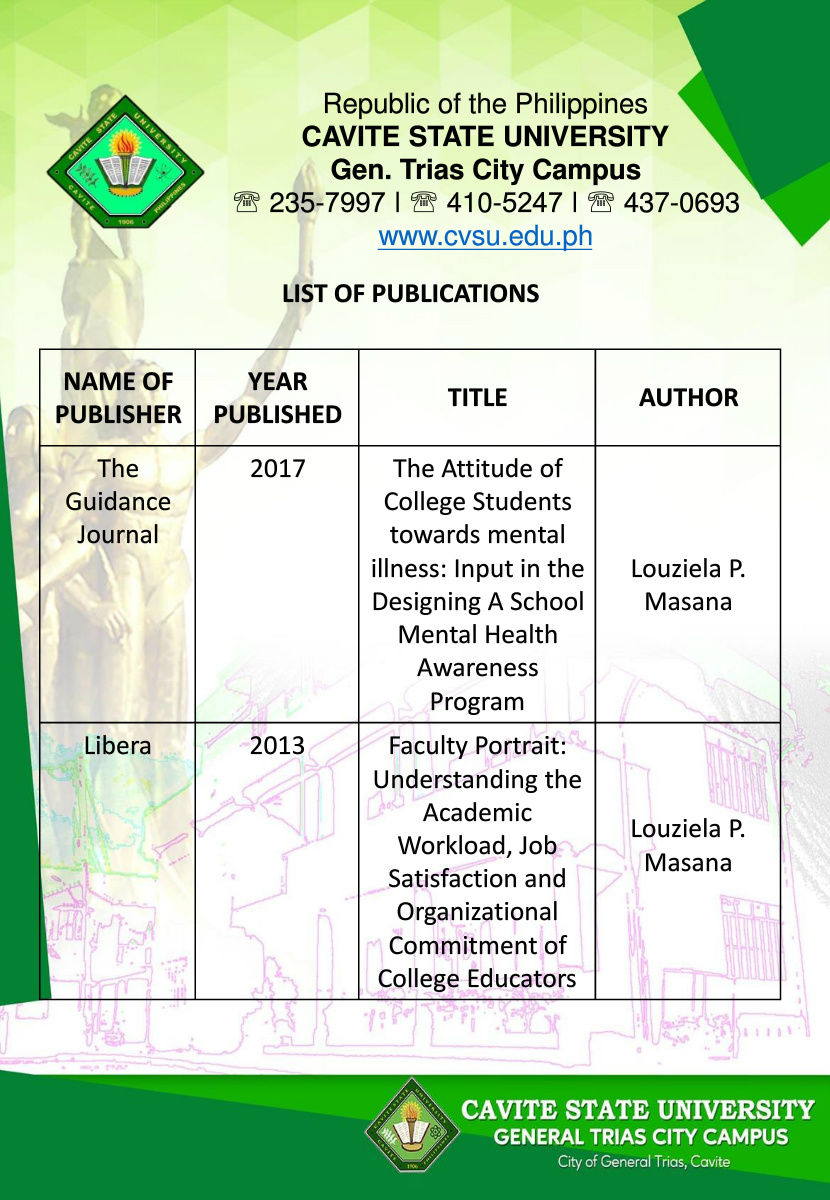 Republic of the Philippines
CAVITE STATE UNIVERSITY
Gen. Trias City Campus
☏ 235-7997 I ☏ 410-5247 I ☏ 437-0693
www.cvsu.edu.ph
CAVITE STATE UNIVERSITY
CAVITE PHILIPPINES
1906
LIST OF PUBLICATIONS
NAME OF
PUBLISHER
YEAR
PUBLISHED
TITLE
AUTHOR
The
Guidance
Journal
2017
The Attitude of
College Students
towards mental
illness: Input in the
Designing A School
Mental Health
Awareness
Program
Louziela P.
Masana
Libera
2013
Faculty Portrait:
Understanding the
Academic
Workload, Job
Satisfaction and
Organizational
Commitment of
College Educators
Louziela P.
Masana
1906
CAVITE STATE UNIVERSITY
GENERAL TRIAS CITY CAMPUS
City of General Trias, Cavite